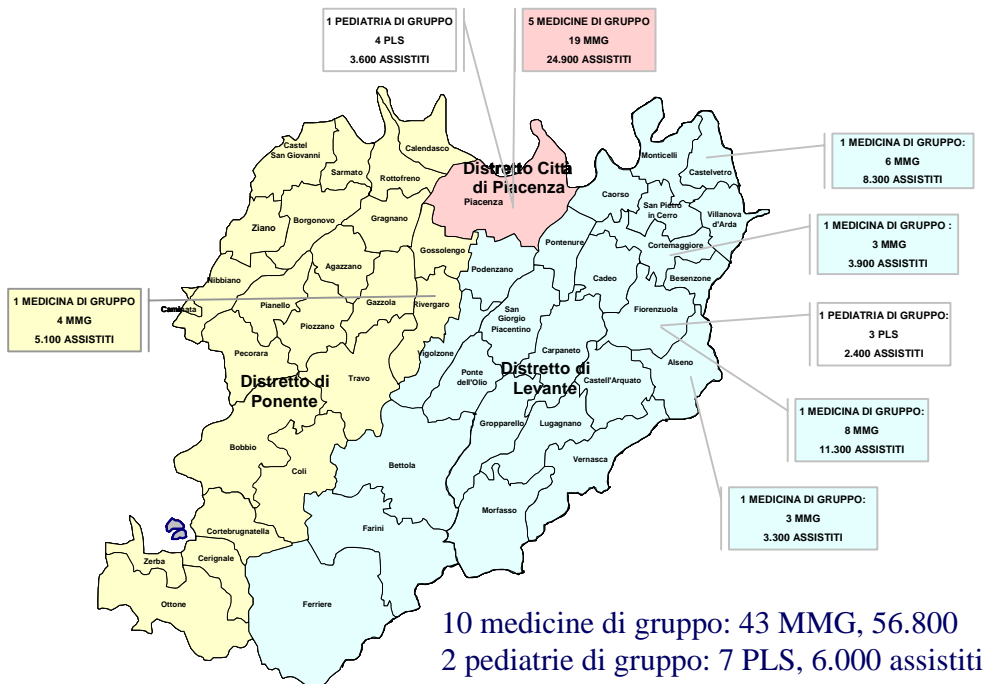 1 PEDIATRIA DI GRUPPO
4 PLS
3.600 ASSISTITI
5 MEDICINE DI GRUPPO
19 MMG
24.900 ASSISTITI
1 MEDICINA DI GRUPPO:
6 MMG
8.300 ASSISTITI
1 MEDICINA DI GRUPPO :
3 MMG
3.900 ASSISTITI
1 PEDIATRIA DI GRUPPO:
3 PLS
2.400 ASSISTITI
1 MEDICINA DI GRUPPO:
8 MMG
11.300 ASSISTITI
1 MEDICINA DI GRUPPO:
3 MMG
3.300 ASSISTITI
1 MEDICINA DI GRUPPO
4 MMG
5.100 ASSISTITI
Castel
San Giovanni
Sarmato
Calendasco
Rottofreno
Borgonovo
Ziano
Gragnano
Gossolengo
Agazzano
Nibbiano
Caminata
Pianello
Gazzola
Rivergaro
Piozzano
Pecorara
Travo
Distretto di
Ponente
Bobbio
Coli
Cortebrugnatella
Zerba
Cerignale
Ottone
Distretto Città
di Piacenza
Piacenza
Monticelli
Castelvetro
Caorso
San Pietro
in Cerro
Villanova
d'Arda
Cortemaggiore
Pontenure
Podenzano
Cadeo
Besenzone
San
Giorgio
Piacentino
Fiorenzuola
Vigolzone
Carpaneto
Alseno
Ponte
dell'Olio
Distretto di
Levante
Castell'Arquato
Gropparello
Lugagnano
Vernasca
Bettola
Morfasso
Farini
Ferriere
10 medicine di gruppo: 43 MMG, 56.800
2 pediatrie di gruppo: 7 PLS, 6.000 assistiti